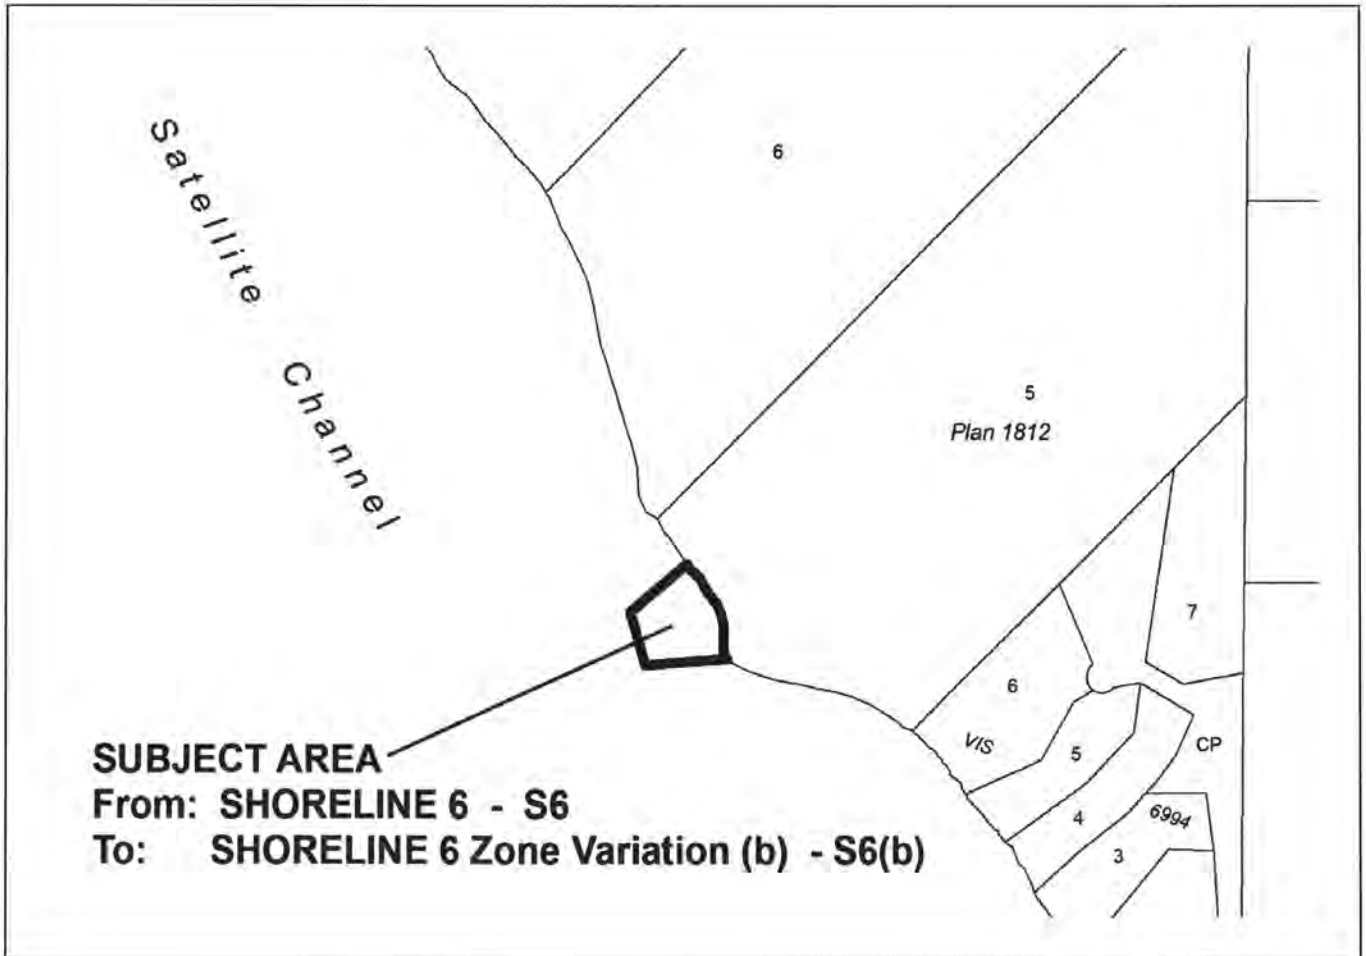 Satellite Channel
6
5
Plan 1812
7
6
VIS
5
CP
4
6994
3
SUBJECT AREA
From: SHORELINE 6 - S6
To: SHORELINE 6 Zone Variation (b) - S6(b)